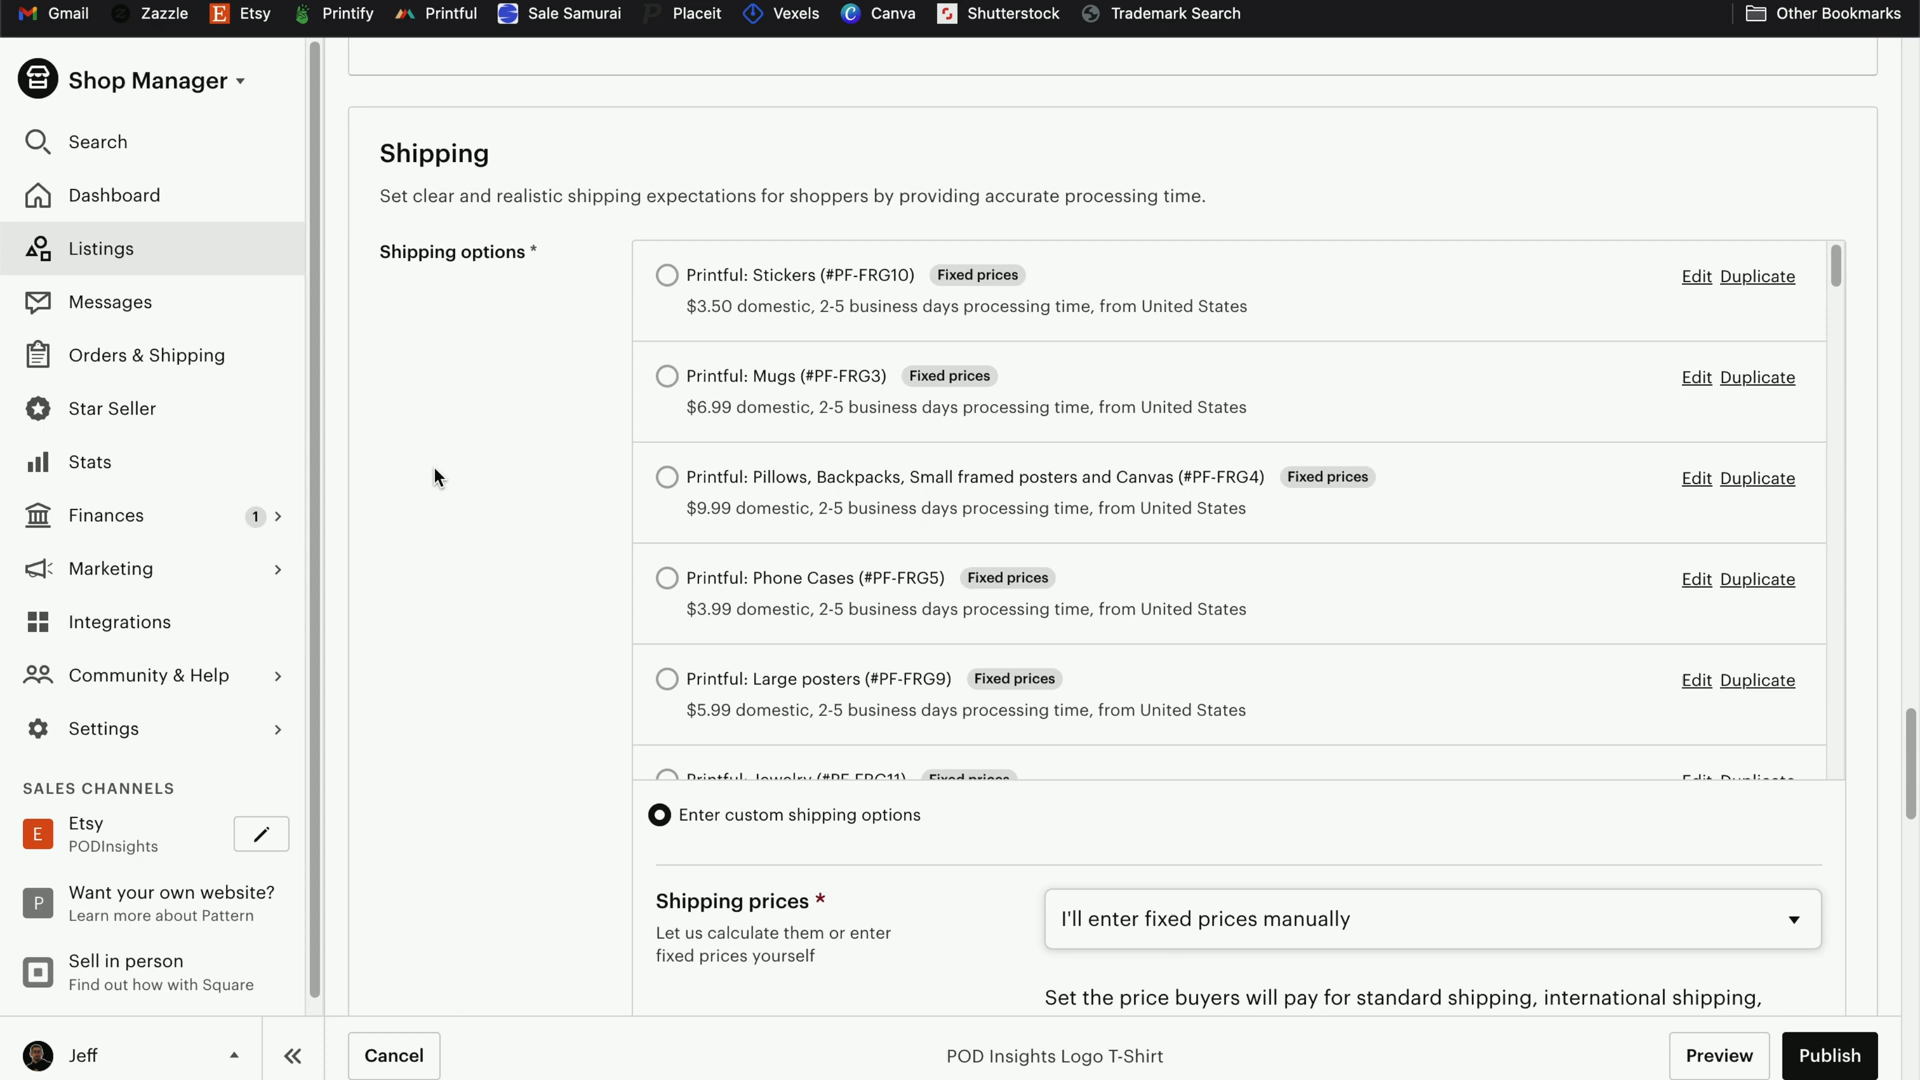 Gmail
Zazzle
Etsy
Printify
Printful
Sale Samurai
Placeit
Vexels
Canva
Shutterstock
Trademark Search
Other Bookmarks
Shop Manager
Search
Dashboard
Listings
Messages
Orders & Shipping
Star Seller
Stats
Finances 1
Marketing
Integrations
Community & Help
Settings
SALES CHANNELS
E
Etsy
PODInsights
P
Want your own website?
Learn more about Pattern
Sell in person
Find out how with Square
Jeff
Shipping
Set clear and realistic shipping expectations for shoppers by providing accurate processing time.
Shipping options *
Printful: Stickers (#PF-FRG10) Fixed prices Edit Duplicate
$3.50 domestic, 2-5 business days processing time, from United States
Printful: Mugs (#PF-FRG3) Fixed prices Edit Duplicate
$6.99 domestic, 2-5 business days processing time, from United States
Printful: Pillows, Backpacks, Small framed posters and Canvas (#PF-FRG4) Fixed prices Edit Duplicate
$9.99 domestic, 2-5 business days processing time, from United States
Printful: Phone Cases (#PF-FRG5) Fixed prices Edit Duplicate
$3.99 domestic, 2-5 business days processing time, from United States
Printful: Large posters (#PF-FRG9) Fixed prices Edit Duplicate
$5.99 domestic, 2-5 business days processing time, from United States
Printful: Jewelry (#PF-FRG11) Fixed prices Edit Duplicate
Enter custom shipping options
Shipping prices *
Let us calculate them or enter
fixed prices yourself
I'll enter fixed prices manually
Set the price buyers will pay for standard shipping, international shipping,
Cancel
POD Insights Logo T-Shirt
Preview
Publish